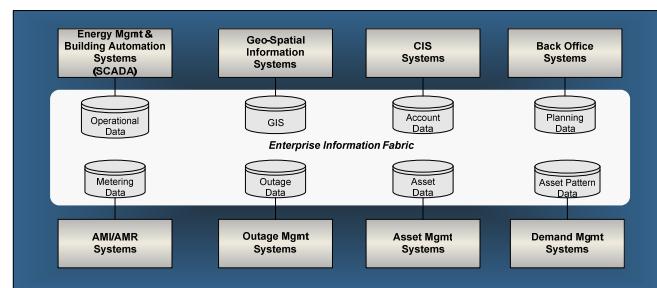 Energy Mgmt &
Building Automation
Systems
(SCADA)
Geo-Spatial
Information
Systems
CIS
Systems
Back Office
Systems
Operational
Data
GIS
Account
Data
Planning
Data
Enterprise Information Fabric
Metering
Data
Outage
Data
Asset
Data
Asset Pattern
Data
AMI/AMR
Systems
Outage Mgmt
Systems
Asset Mgmt
Systems
Demand Mgmt
Systems